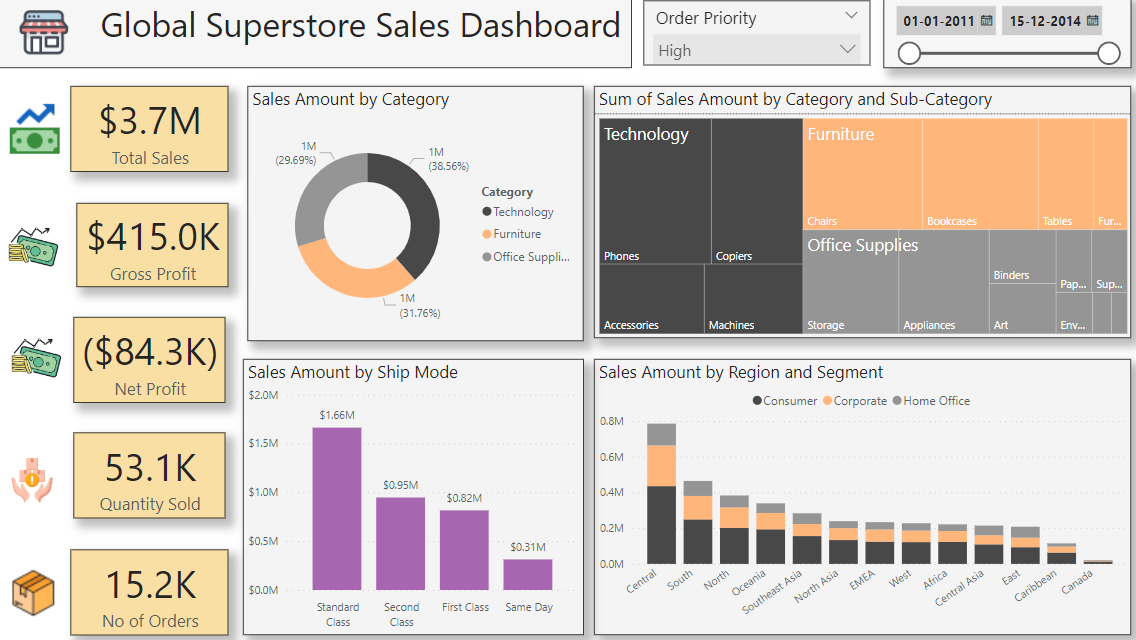 Global Superstore Sales Dashboard
Order Priority
High
01-01-2011
15-12-2014
$3.7M
Total Sales
$415.0K
Gross Profit
($84.3K)
Net Profit
53.1K
Quantity Sold
15.2K
No of Orders
Sales Amount by Category
1M
(29.69%)
1M
(38.56%)
1M
(31.76%)
Category
Technology
Furniture
Office Suppli...
Sum of Sales Amount by Category and Sub-Category
Technology
Phones
Copiers
Accessories
Machines
Furniture
Chairs
Bookcases
Tables
Fur...
Office Supplies
Storage
Appliances
Binders
Art
Pap...
Sup...
Env...
Sales Amount by Ship Mode
$2.0M
$1.5M
$1.0M
$0.5M
$0.0M
$1.66M
$0.95M
$0.82M
$0.31M
Standard
Class
Second
Class
First Class
Same Day
Sales Amount by Region and Segment
Consumer
Corporate
Home Office
0.8M
0.6M
0.4M
0.2M
0.0M
Central
South
North
Oceania
Southeast Asia
North Asia
EMEA
West
Africa
Central Asia
East
Caribbean
Canada